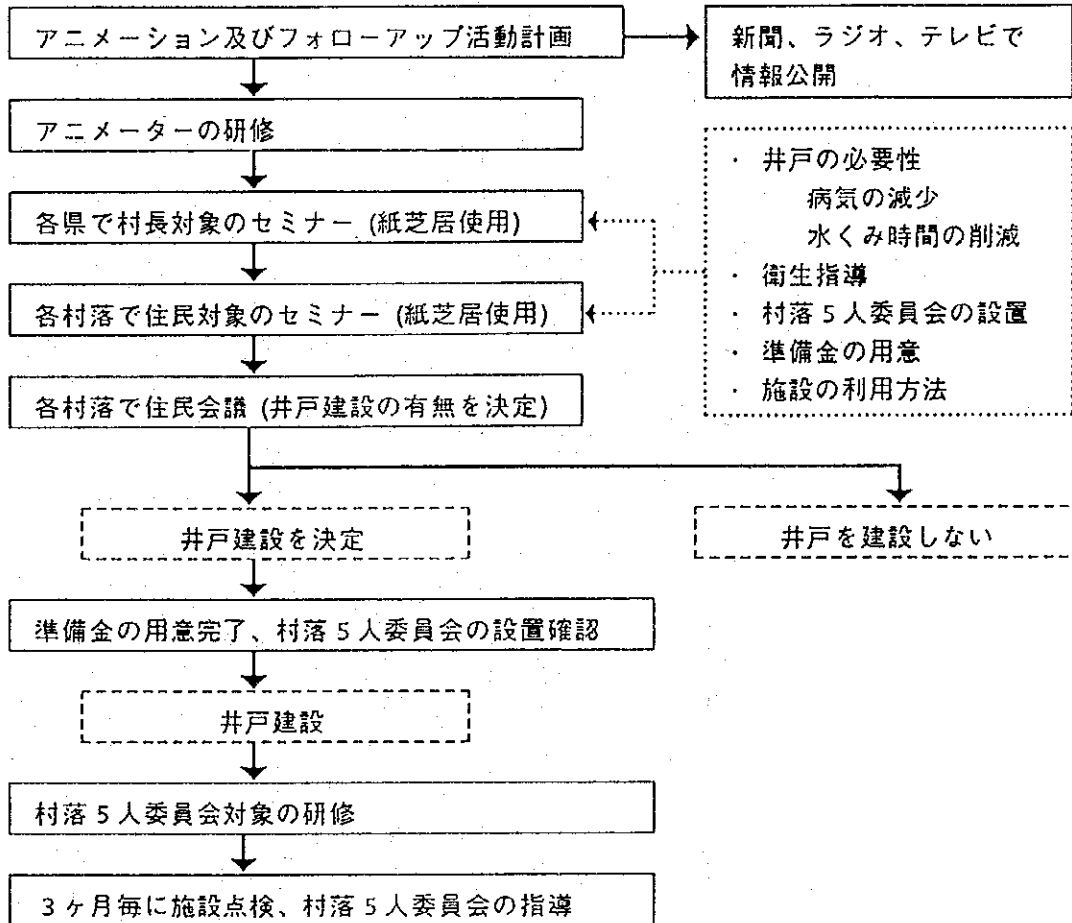 アニメーション及びフォローアップ活動計画
新聞、ラジオ、テレビで
情報公開
アニメーターの研修
・ 井戸の必要性
病気の減少
水くみ時間の削減
・ 衛生指導
・ 村落5人委員会の設置
・ 準備金の用意
・ 施設の利用方法
各県で村長対象のセミナー (紙芝居使用)
各村落で住民対象のセミナー (紙芝居使用)
各村落で住民会議 (井戸建設の有無を決定)
井戸建設を決定
井戸を建設しない
準備金の用意完了、村落5人委員会の設置確認
井戸建設
村落5人委員会対象の研修
3ヶ月毎に施設点検、村落5人委員会の指導